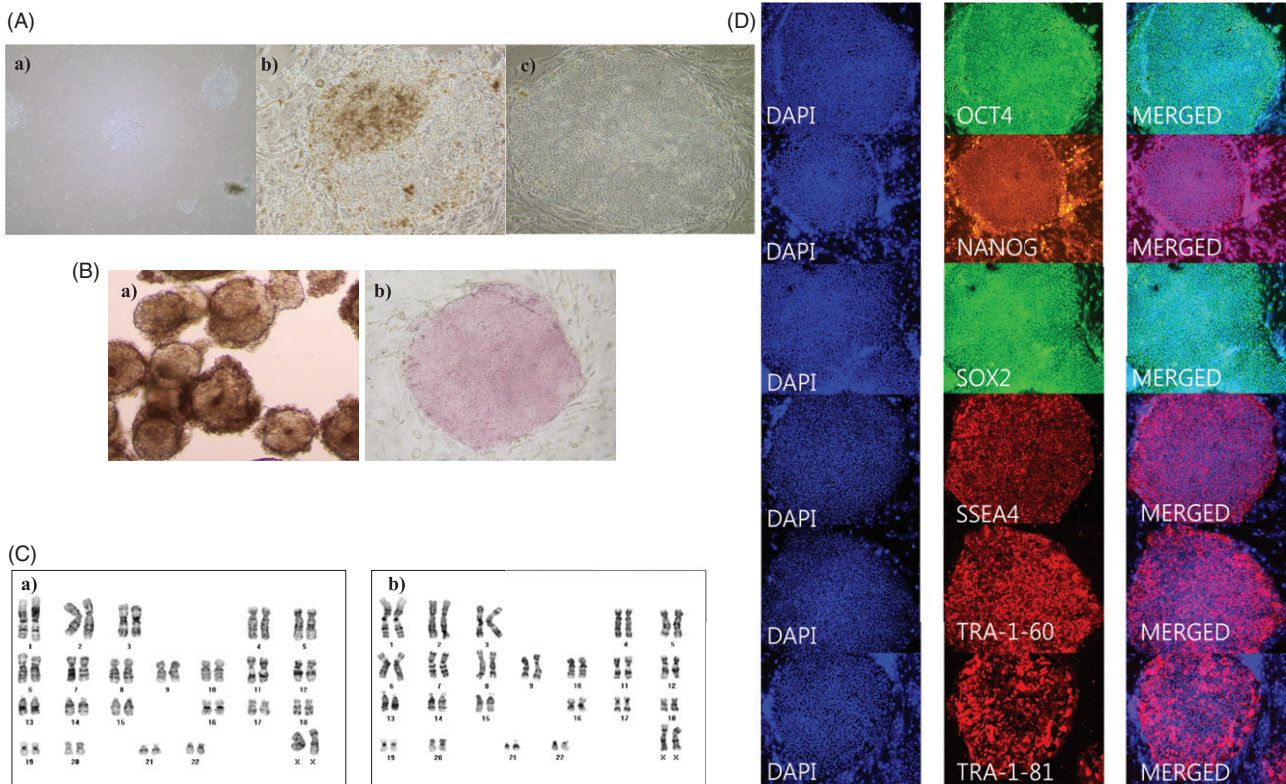 (A)
a)
b)
c)
(B)
a)
b)
(C)
a)
1 2 3 4 5
6 7 8 9 10 11 12
13 14 15 16 17 18
19 20 21 22 X X
b)
1 2 3 4 5
6 7 8 9 10 11 12
13 14 15 16 17 18
19 20 21 22 X X
(D)
DAPI OCT4 MERGED
DAPI NANOG MERGED
DAPI SOX2 MERGED
DAPI SSEA4 MERGED
DAPI TRA-1-60 MERGED
DAPI TRA-1-81 MERGED